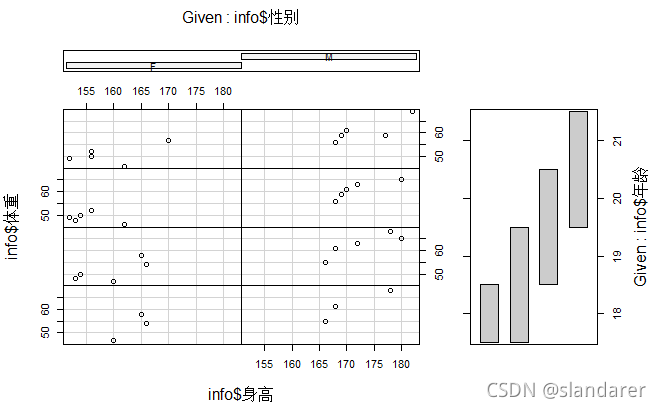 Given : info$性别
M
F
155 160 165 170 175 180
50 60
21
50 60
20
info$体重
50 60
Given : info$年龄
19
50 60
18
155 160 165 170 175 180
info$身高
CSDN @slandarer